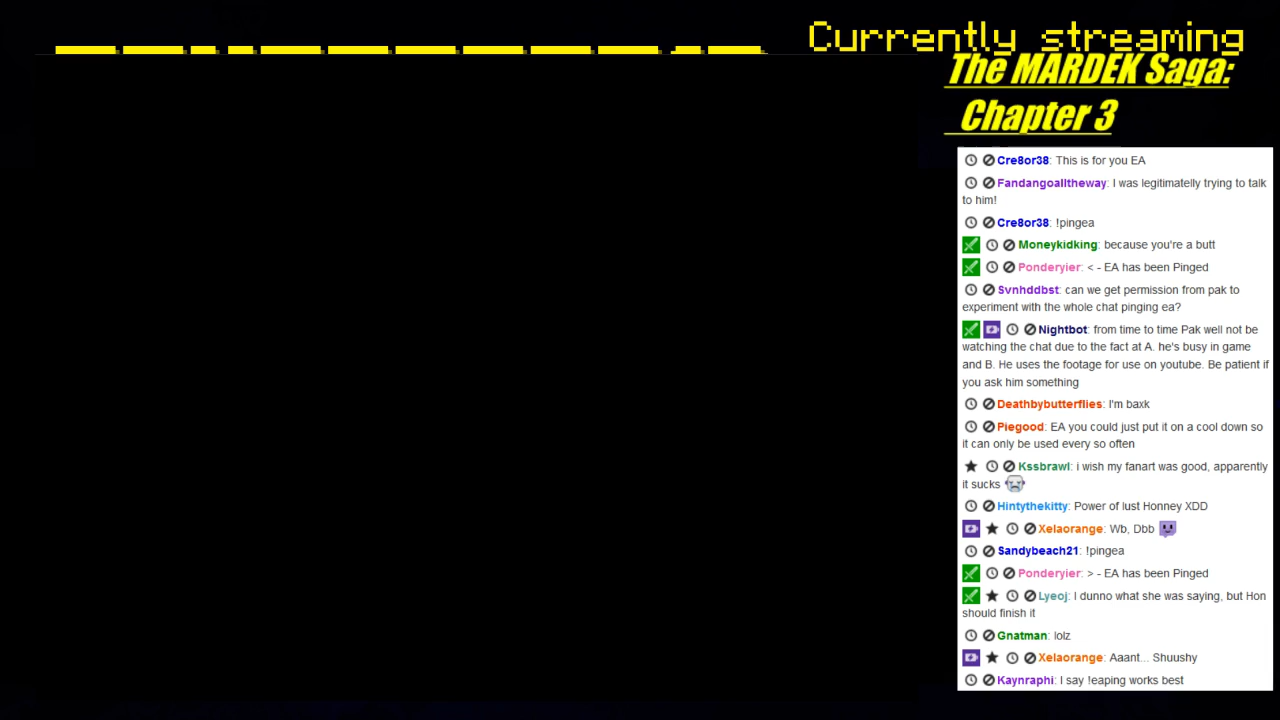 Currently streaming
The MARDEK Saga:
Chapter 3
Cre8or38: This is for you EA
Fandangoalltheway: I was legitimatelly trying to talk
to him!
Cre8or38: !pingea
Moneykidking: because you're a butt
Ponderyier: < - EA has been Pinged
Svnhddbst: can we get permission from pak to
experiment with the whole chat pinging ea?
Nightbot: from time to time Pak well not be
watching the chat due to the fact at A. he's busy in game
and B. He uses the footage for use on youtube. Be patient if
you ask him something
Deathbybutterflies: I'm baxk
Piegood: EA you could just put it on a cool down so
it can only be used every so often
Kssbrawl: i wish my fanart was good, apparently
it sucks
Hintythekitty: Power of lust Honney XDD
Xelaorange: Wb, Dbb
Sandybeach21: !pingea
Ponderyier: > - EA has been Pinged
Lyeoj: I dunno what she was saying, but Hon
should finish it
Gnatman: lolz
Xelaorange: Aaant... Shuushy
Kaynraphi: I say !eaping works best